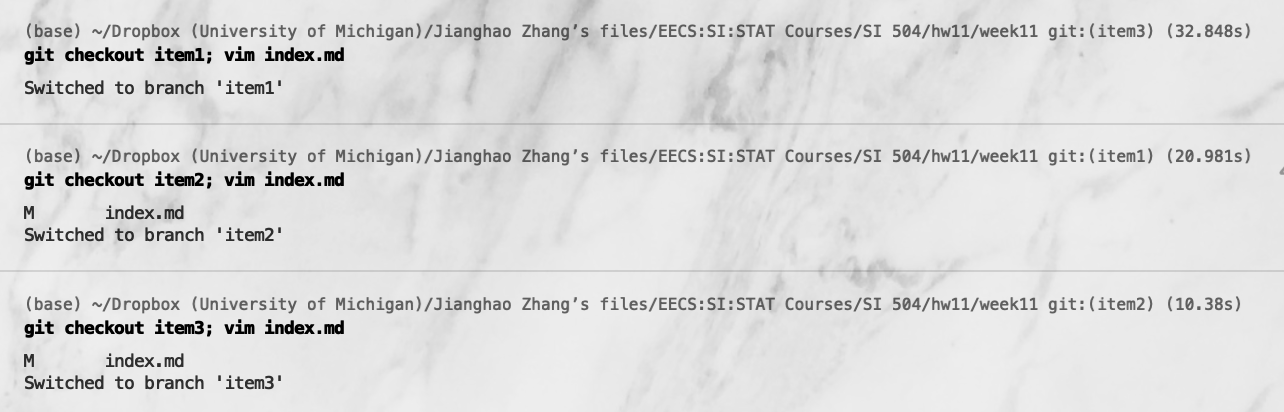 (base) ~/Dropbox (University of Michigan)/Jianghao Zhang’s files/EECS:SI:STAT Courses/SI 504/hw11/week11 git:(item3) (32.848s)
git checkout item1; vim index.md
Switched to branch 'item1'
(base) ~/Dropbox (University of Michigan)/Jianghao Zhang’s files/EECS:SI:STAT Courses/SI 504/hw11/week11 git:(item1) (20.981s)
git checkout item2; vim index.md
M       index.md
Switched to branch 'item2'
(base) ~/Dropbox (University of Michigan)/Jianghao Zhang’s files/EECS:SI:STAT Courses/SI 504/hw11/week11 git:(item2) (10.38s)
git checkout item3; vim index.md
M       index.md
Switched to branch 'item3'